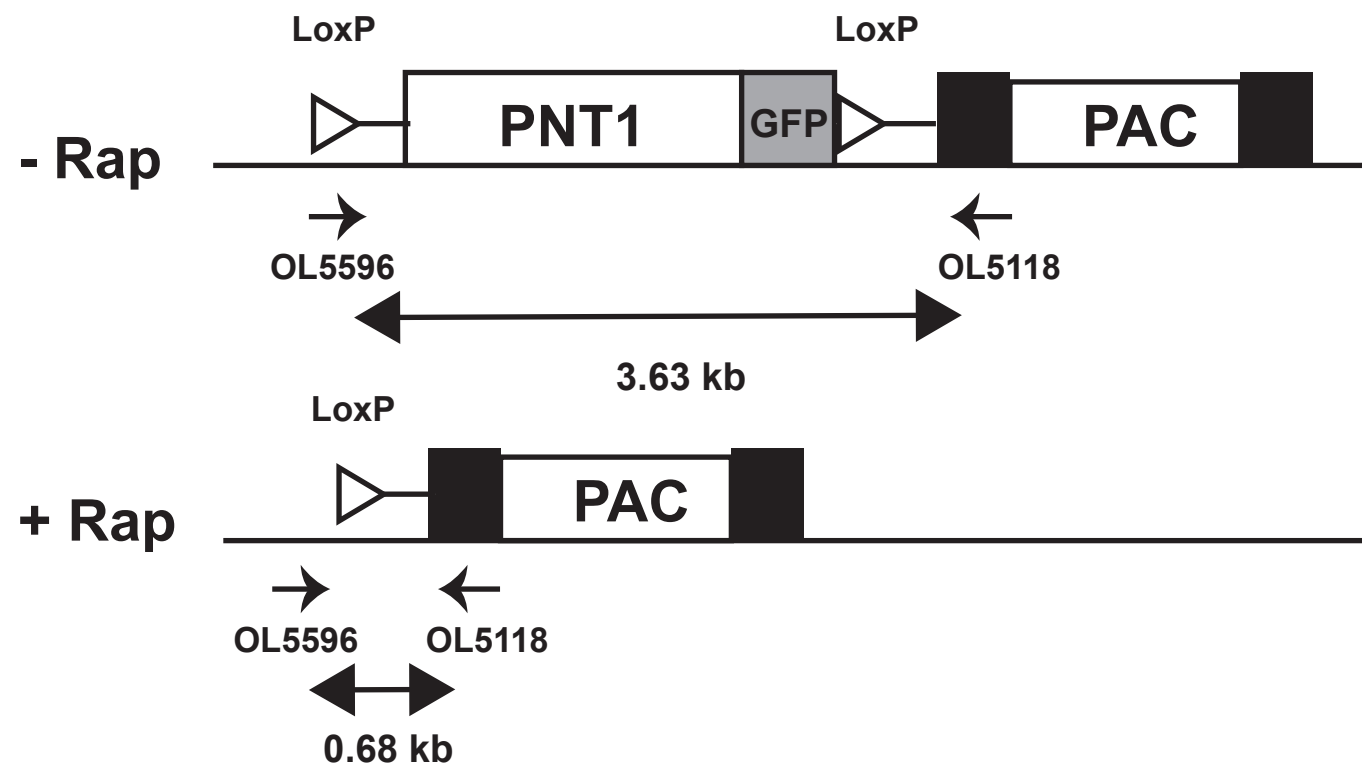 LoxP LoxP
PNT1 GFP PAC
- Rap
OL5596 OL5118
3.63 kb
LoxP
PAC
+ Rap
OL5596 OL5118
0.68 kb